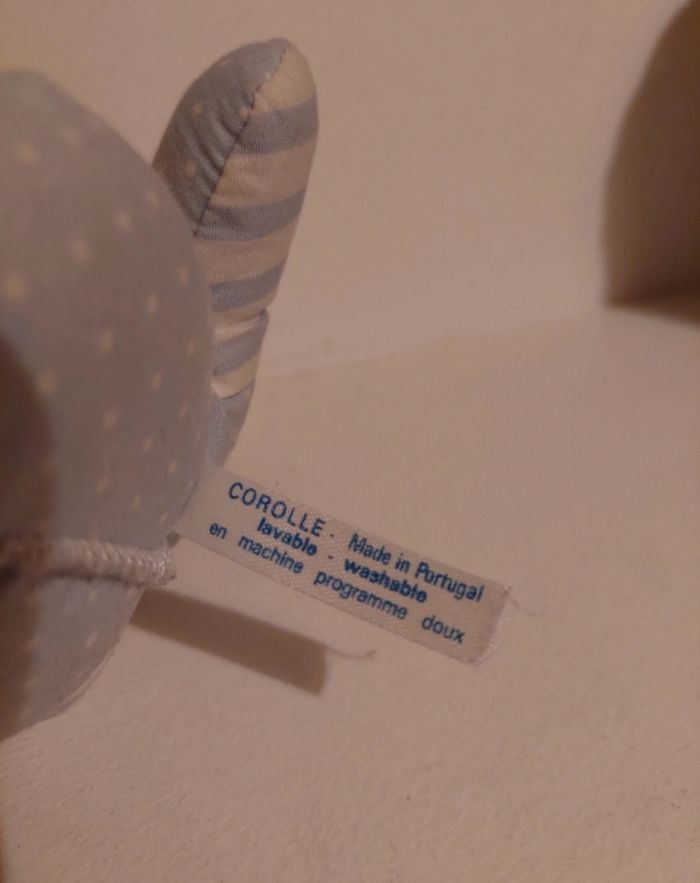 COROLLE - Made in Portugal
lavable - washable
en machine programme doux